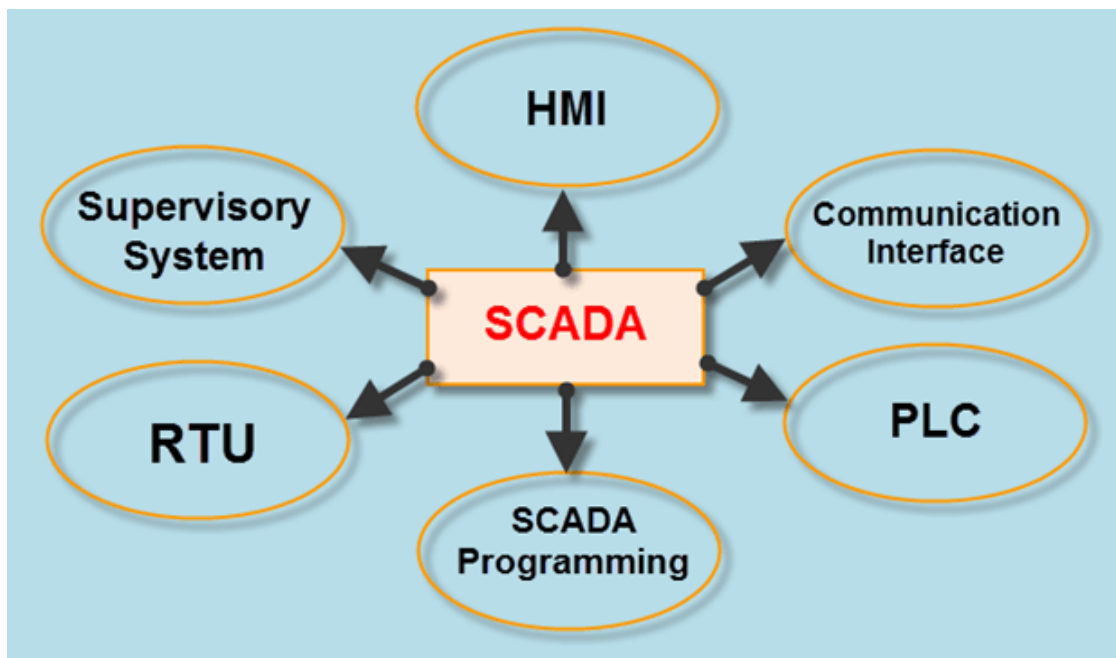 HMI
Supervisory
System
Communication
Interface
SCADA
RTU
PLC
SCADA
Programming